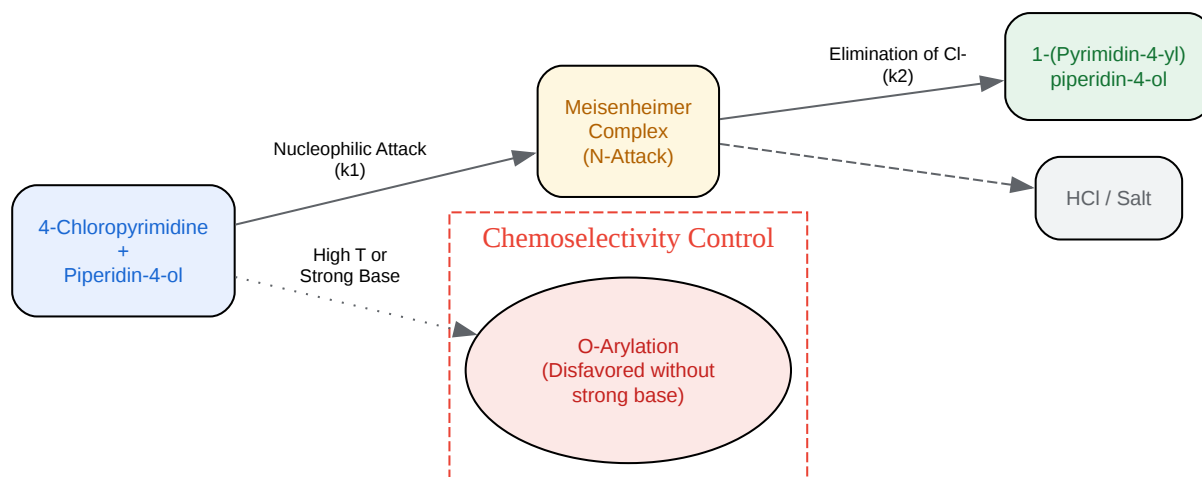 4-Chloropyrimidine
+
Piperidin-4-ol
Nucleophilic Attack
(k1)
High T or
Strong Base
Meisenheimer
Complex
(N-Attack)
Elimination of Cl-
(k2)
1-(Pyrimidin-4-yl)
piperidin-4-ol
HCl / Salt
Chemoselectivity Control
O-Arylation
(Disfavored without
strong base)